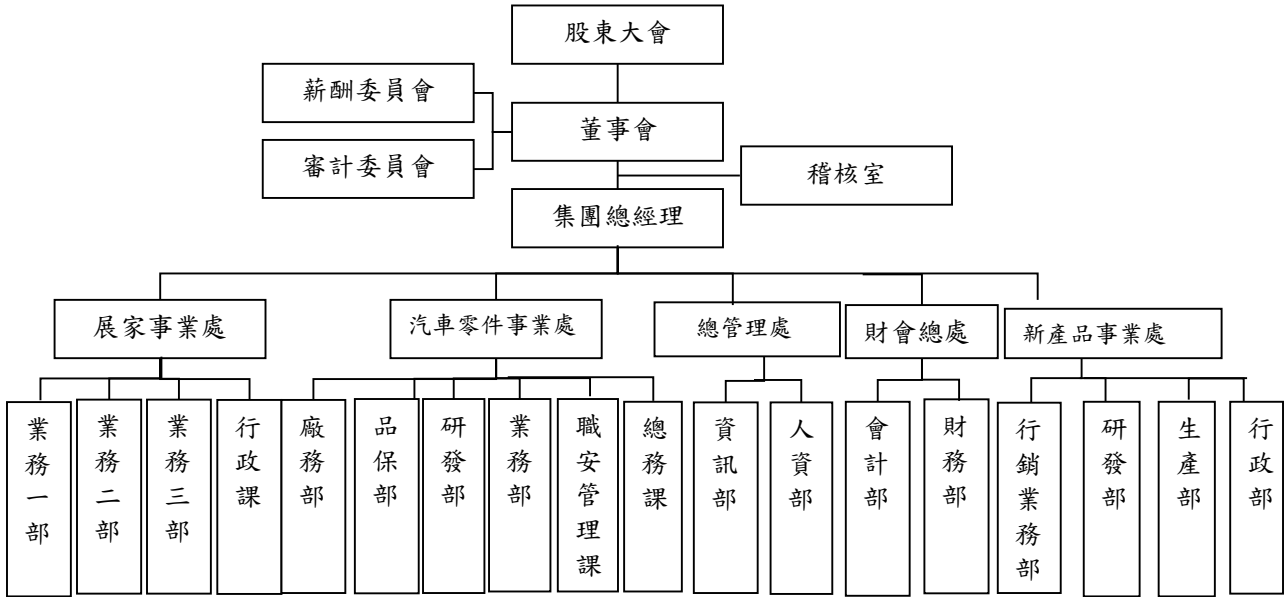 股東大會
薪酬委員會
董事會
審計委員會
稽核室
集團總經理
展家事業處
汽車零件事業處
總管理處
財會總處
新產品事業處
業務一部
業務二部
業務三部
行政課
廠務部
品保部
研發部
業務部
職安管理課
總務課
資訊部
人資部
會計部
財務部
行銷業務部
研發部
生產部
行政部